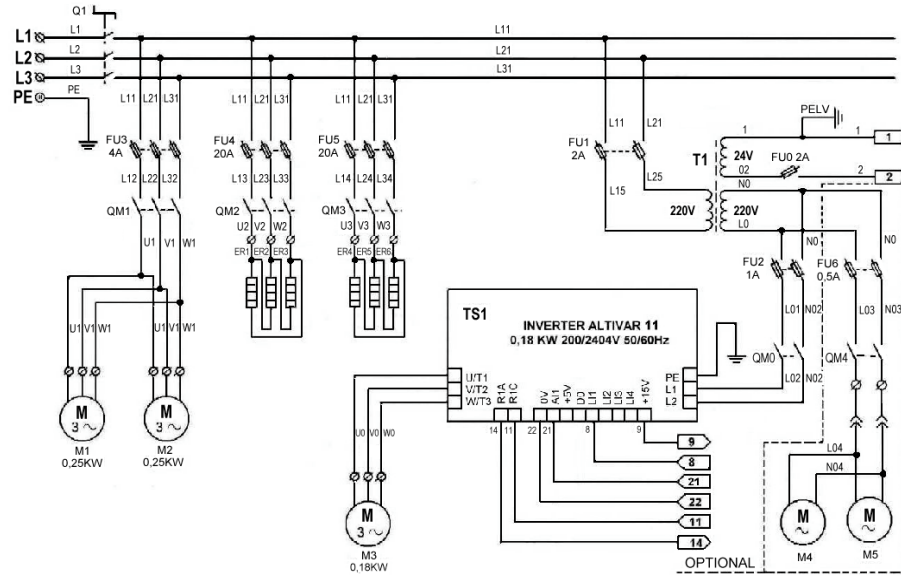 Q1
L1 L1 L11
L2 L2 L21
L3 L3 L31
PE PE
L11 L21 L31 L11 L21 L31 L11 L21 L31 L11 L21
PELV
FU3 4A FU4 20A FU5 20A FU1 2A
1 1 1
T1 24V FU0 2A
02 2 2
L12 L22 L32 L13 L23 L33 L14 L24 L34 L15 L25
N0
QM1 QM2 QM3 220V 220V
U2 V2 W2 U3 V3 W3
L0
U1 V1 W1 N0 N0
ER1 ER2 ER3 ER4 ER5 ER6
FU2 1A FU6 0,5A
TS1
INVERTER ALTIVAR 11
0,18 KW 200/2404V 50/60Hz
U1 V1 W1 U1 V1 W1
L01 N02 L03 N03
QM0 QM4
U/T1 V/T2 W/T3
R1A R1C 0V AI1 +5V DO LI1 LI2 LI3 LI4 +15V
PE L1 L2
L02 N02
14 11 22 21 8 9
U0 V0 W0
9
8
21
22
11
14
L04
N04
M 3~ M 3~
M1 M2
0,25KW 0,25KW
M 3~
M3
0,18KW
M ~ M ~
M4 M5
OPTIONAL